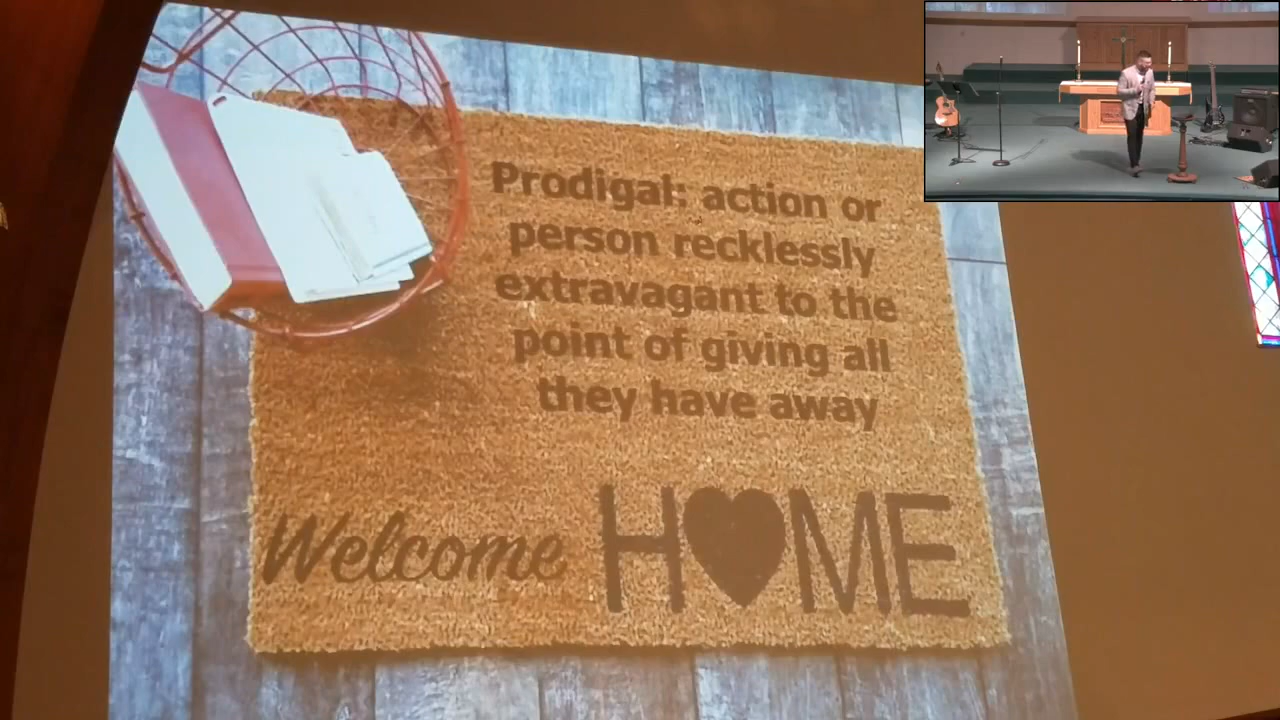 Prodigal: action or
person recklessly
extravagant to the
point of giving all
they have away
Welcome HOME